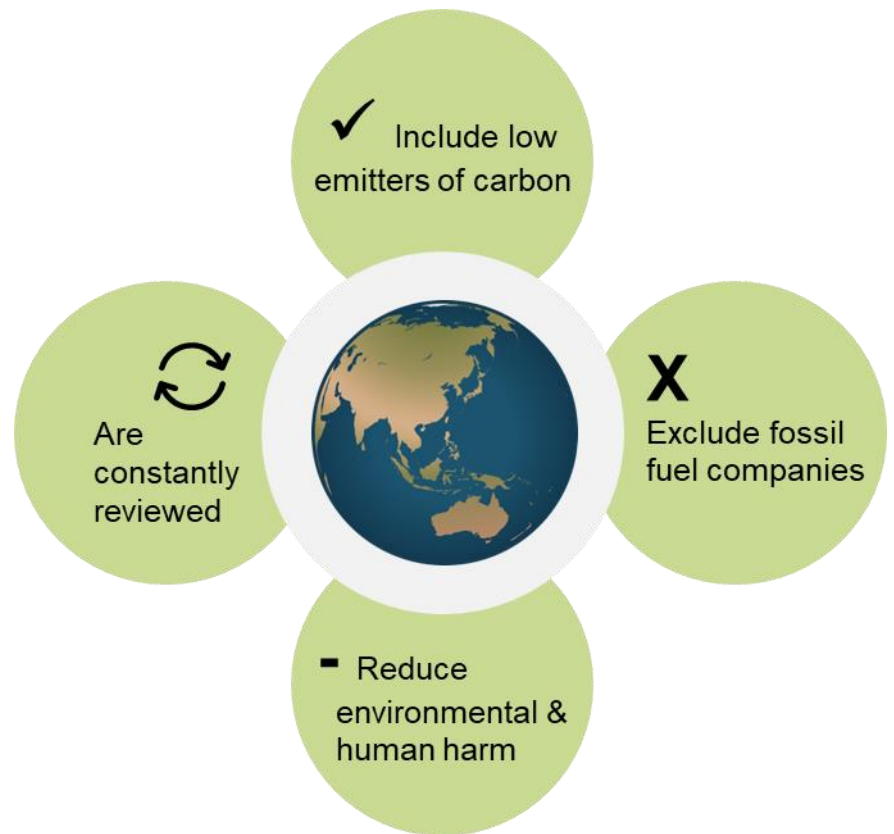 ✓ Include low
emitters of carbon
Are
constantly
reviewed
X
Exclude fossil
fuel companies
- Reduce
environmental &
human harm